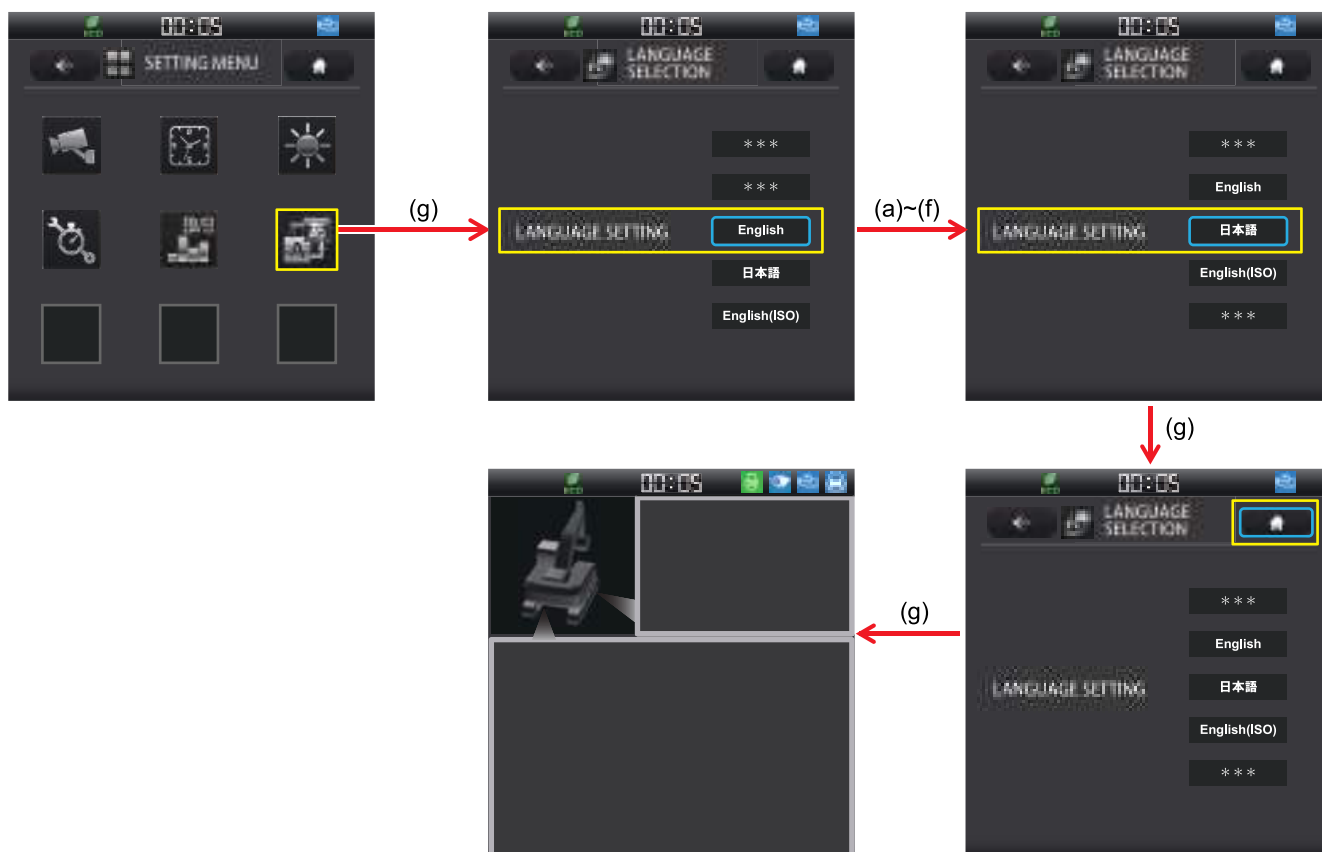 ECO
00:05
SETTING MENU
(g)
ECO
00:05
LANGUAGE
SELECTION
***
***
LANGUAGE SETTING
English
日本語
English(ISO)
(a)~(f)
ECO
00:05
LANGUAGE
SELECTION
***
English
LANGUAGE SETTING
日本語
English(ISO)
***
(g)
ECO
00:05
LANGUAGE
SELECTION
***
English
LANGUAGE SETTING
日本語
English(ISO)
***
(g)
ECO
00:05